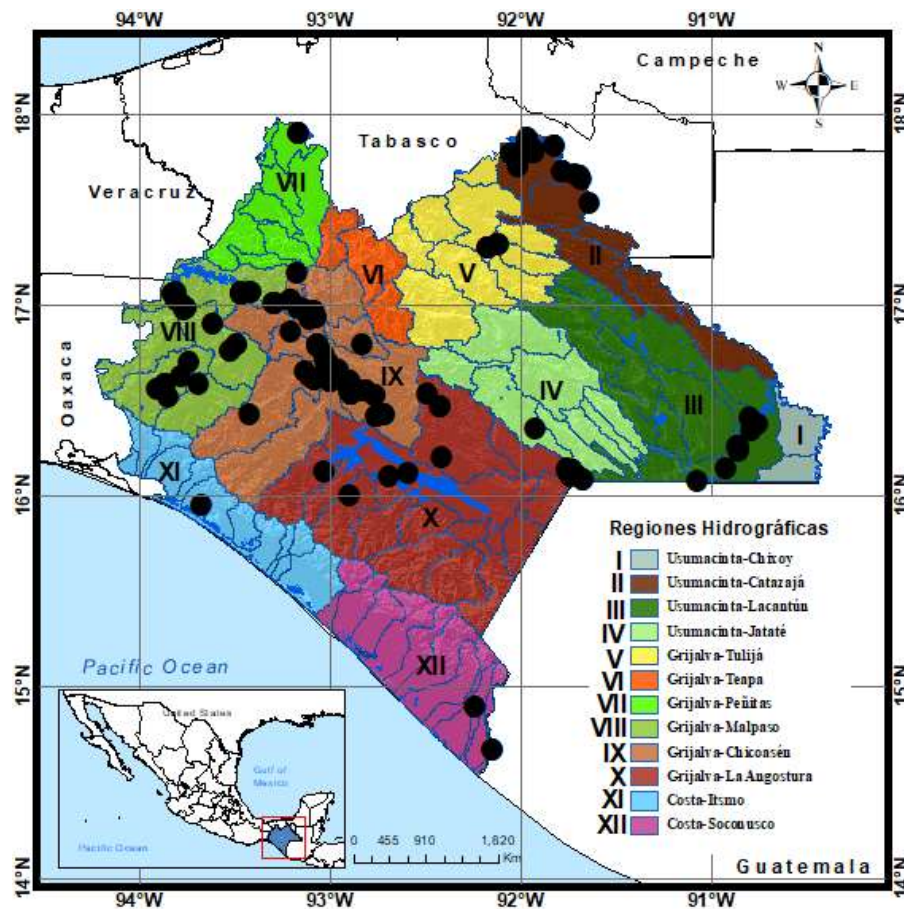 94°W 93°W 92°W 91°W
Campeche
N
W E
S
18°N 18°N
Tabasco
Veracruz
VII
II
VI
V
17°N 17°N
VIII
Oaxaca
IX
IV
III
I
XI
16°N 16°N
X
Regiones Hidrográficas
I Usumacinta-Chixoy
II Usumacinta-Catazajá
III Usumacinta-Lacantún
IV Usumacinta-Jataté
V Grijalva-Tulijá
VI Grijalva-Teapa
VII Grijalva-Peñitas
VIII Grijalva-Malpaso
IX Grijalva-Chicoasén
X Grijalva-La Angostura
XI Costa-Itsmo
XII Costa-Soconusco
XII
Pacific Ocean
15°N 15°N
United States
Gulf of
Mexico
Pacific Ocean
0 455 910 1,820
Km
Guatemala
14°N 14°N
94°W 93°W 92°W 91°W